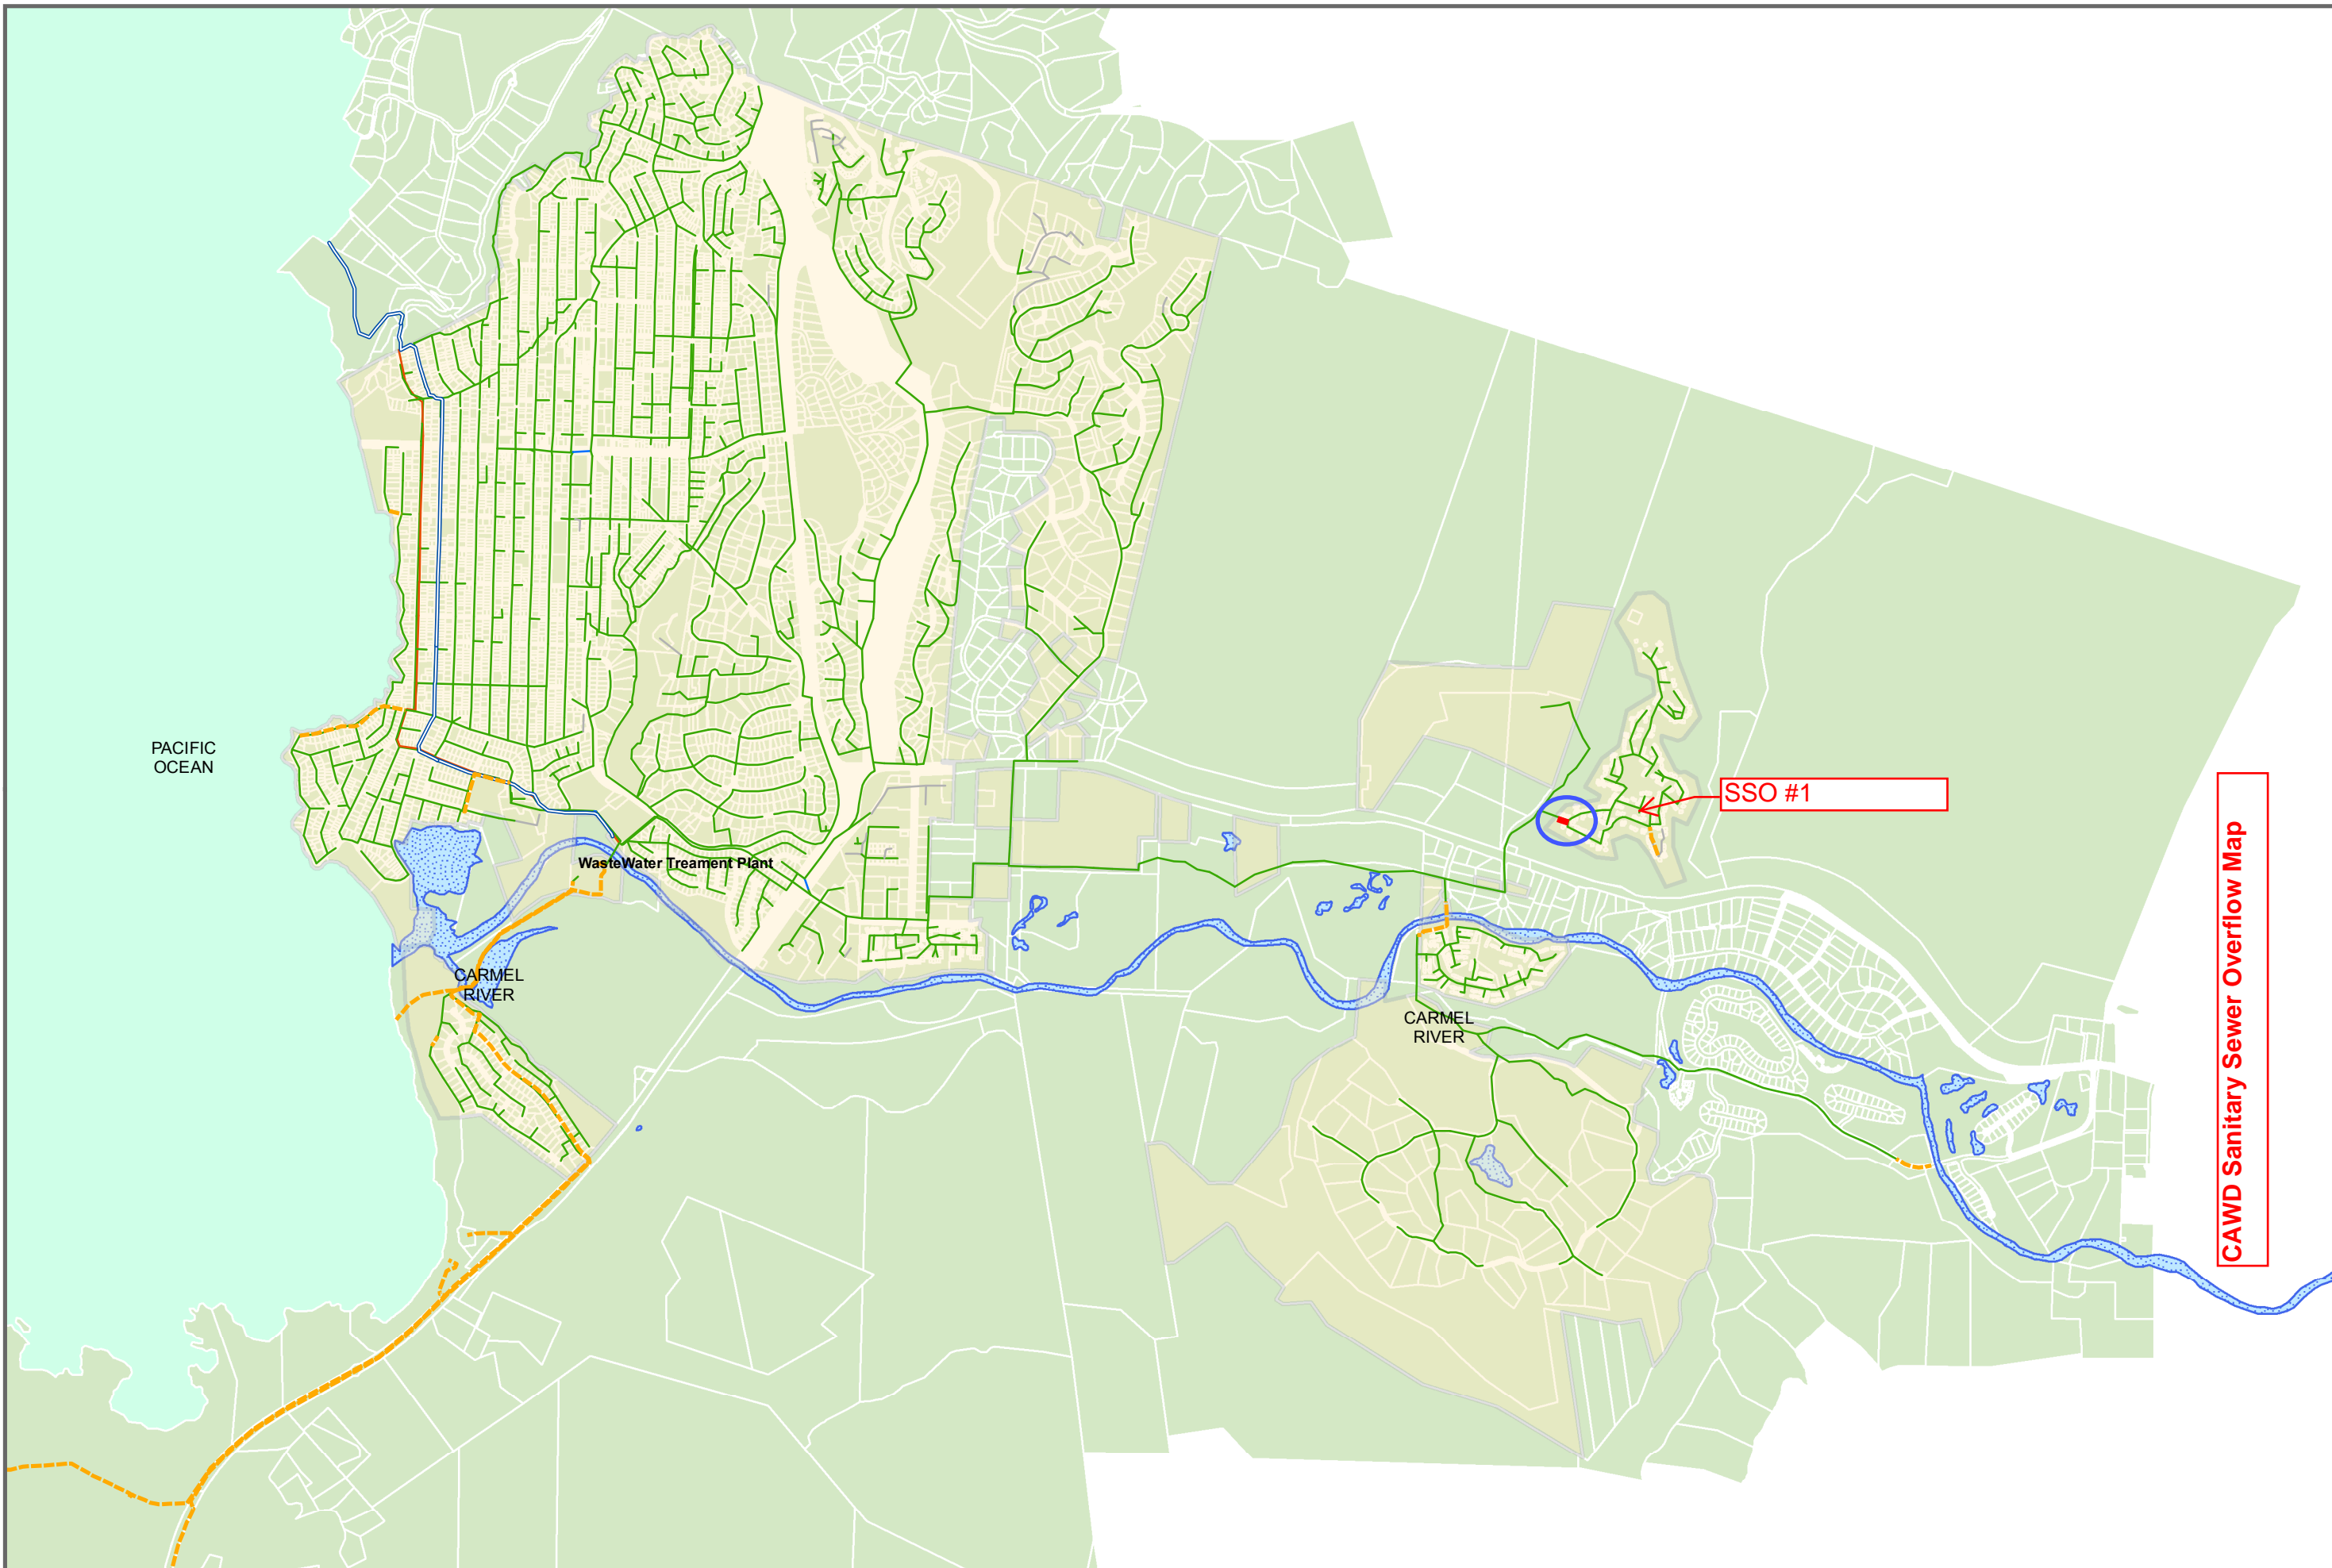 PACIFIC
OCEAN
SSO #1
CAWD Sanitary Sewer Overflow Map
WasteWater Treament Plant
CARMEL
RIVER
CARMEL
RIVER